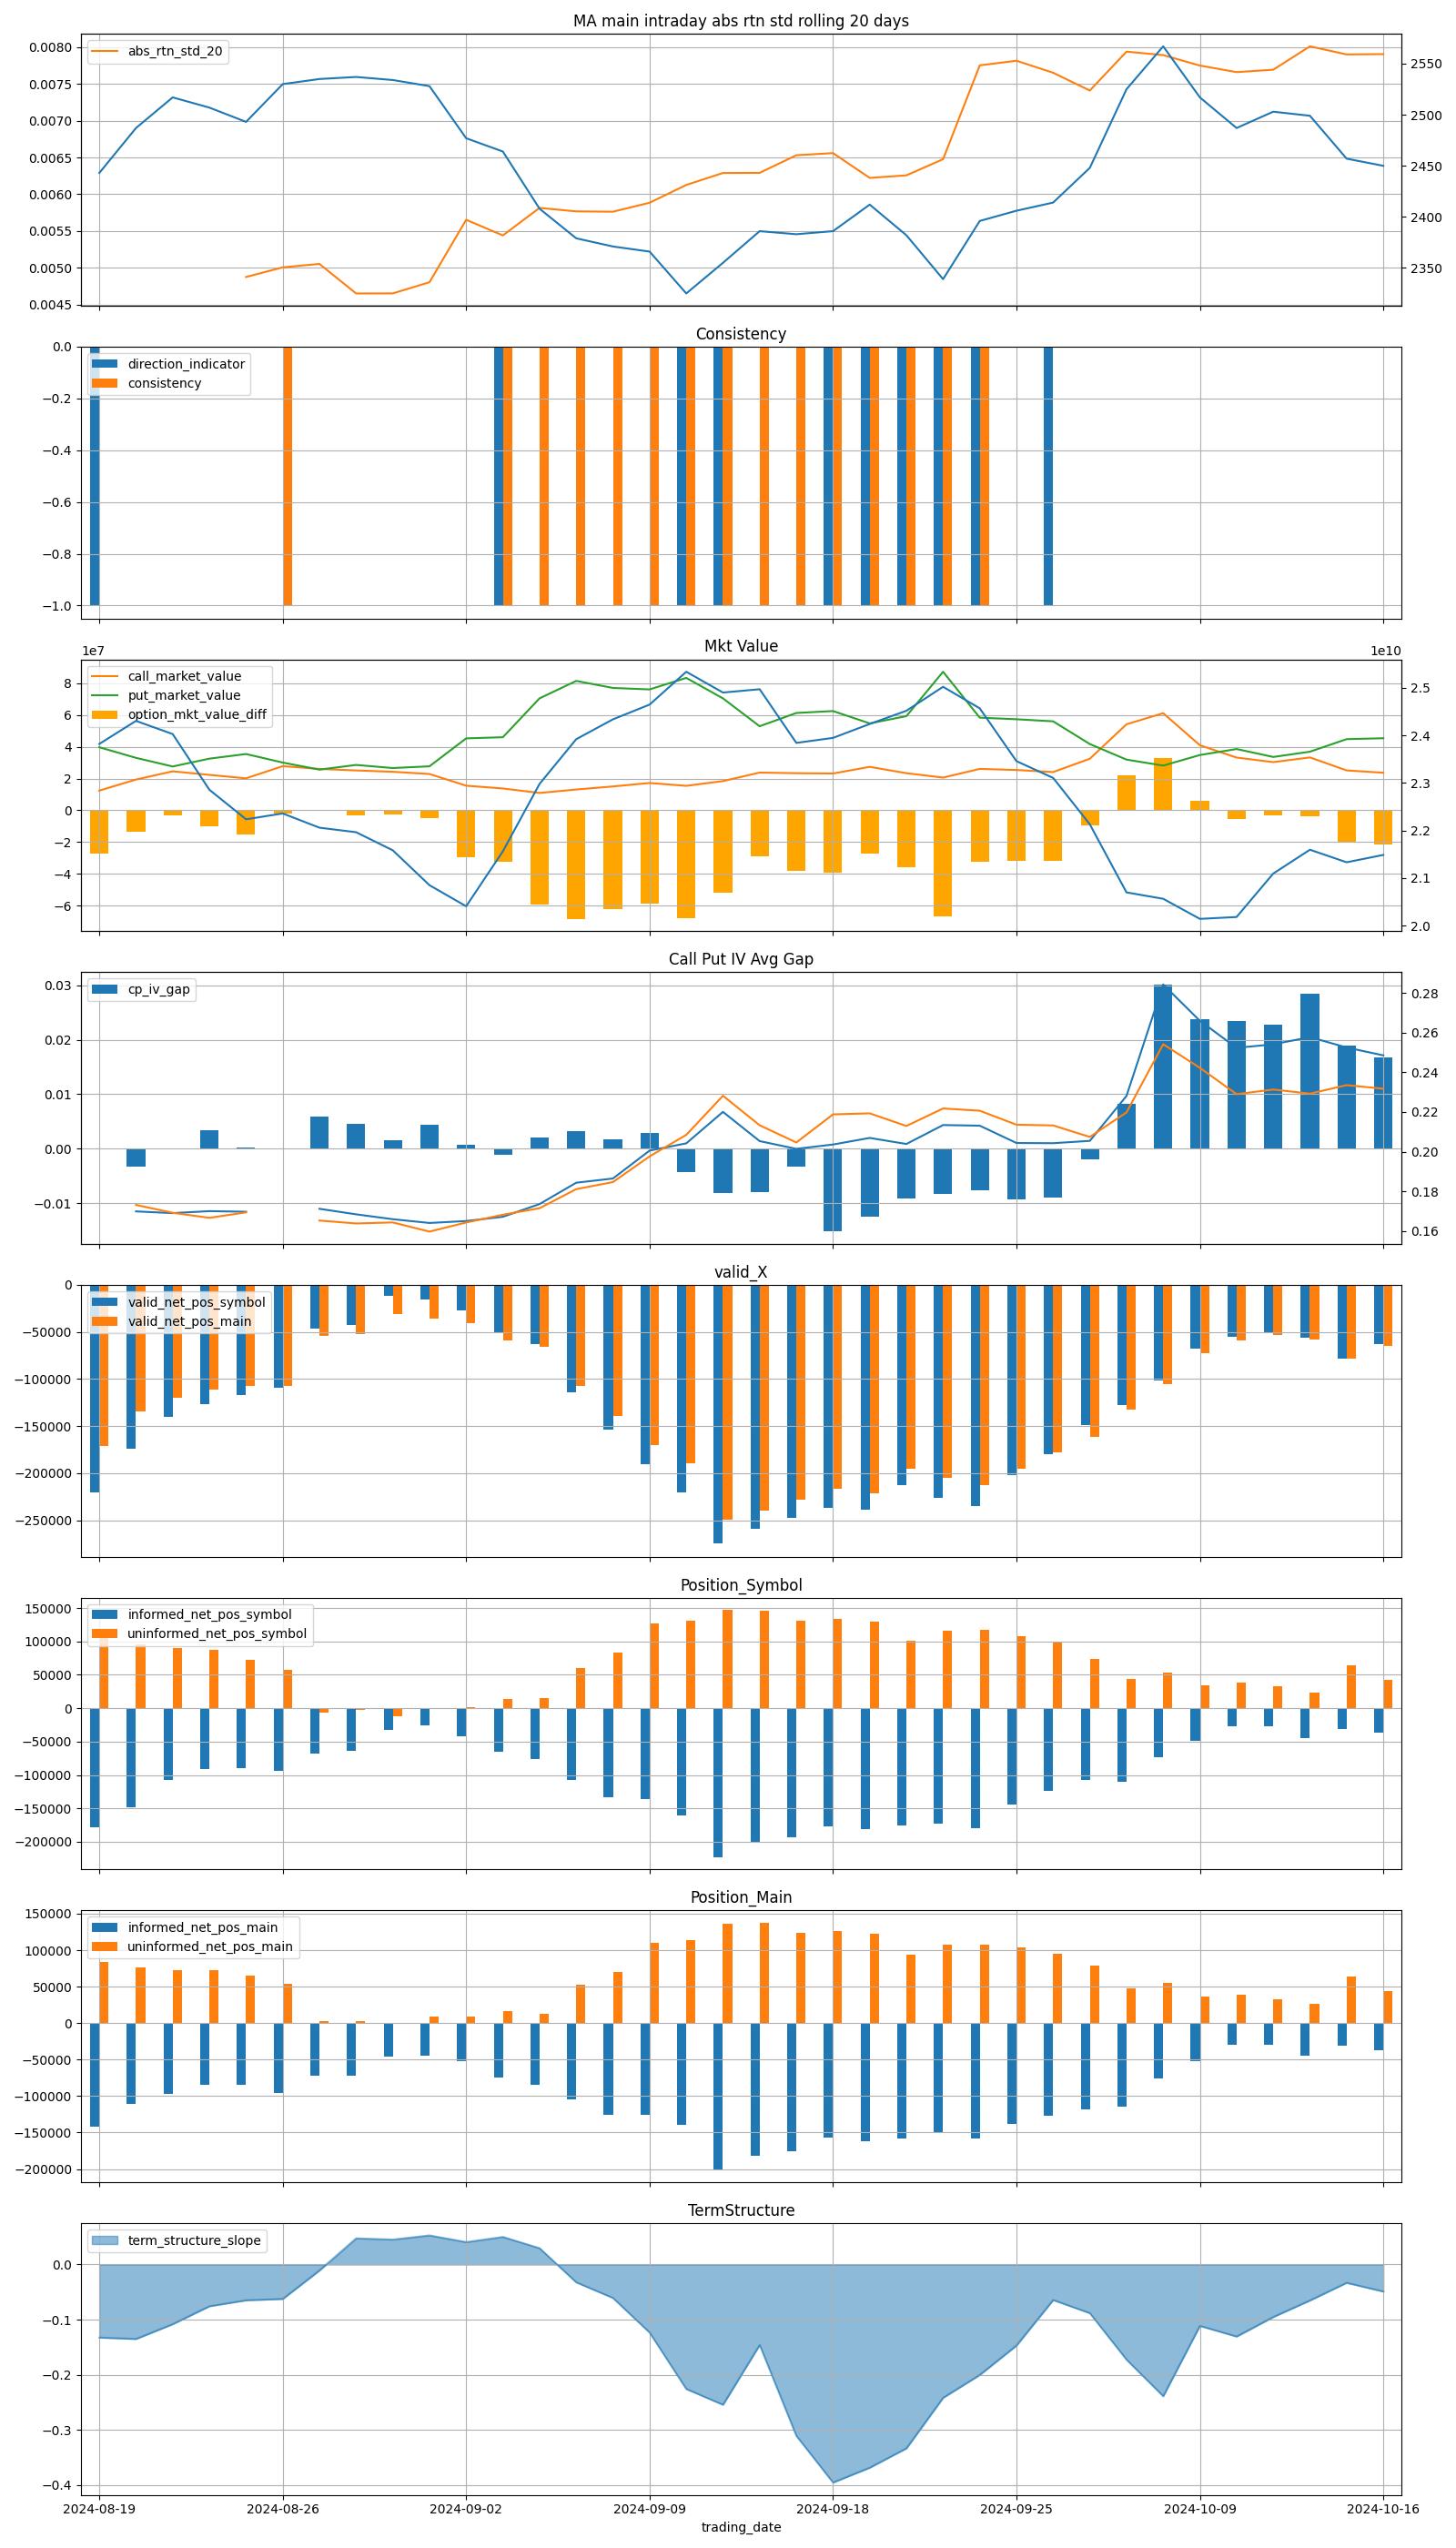 MA main intraday abs rtn std rolling 20 days
abs_rtn_std_20
0.0080
0.0075
0.0070
0.0065
0.0060
0.0055
0.0050
0.0045
2550
2500
2450
2400
2350
Consistency
direction_indicator
consistency
0.0
−0.2
−0.4
−0.6
−0.8
−1.0
Mkt Value
1e7
1e10
call_market_value
put_market_value
option_mkt_value_diff
8
6
4
2
0
−2
−4
−6
2.5
2.4
2.3
2.2
2.1
2.0
Call Put IV Avg Gap
cp_iv_gap
0.03
0.02
0.01
0.00
−0.01
0.28
0.26
0.24
0.22
0.20
0.18
0.16
valid_X
valid_net_pos_symbol
valid_net_pos_main
0
−50000
−100000
−150000
−200000
−250000
Position_Symbol
informed_net_pos_symbol
uninformed_net_pos_symbol
150000
100000
50000
0
−50000
−100000
−150000
−200000
Position_Main
informed_net_pos_main
uninformed_net_pos_main
150000
100000
50000
0
−50000
−100000
−150000
−200000
TermStructure
term_structure_slope
0.0
−0.1
−0.2
−0.3
−0.4
2024-08-19 2024-08-26 2024-09-02 2024-09-09 2024-09-18 2024-09-25 2024-10-09 2024-10-16
trading_date